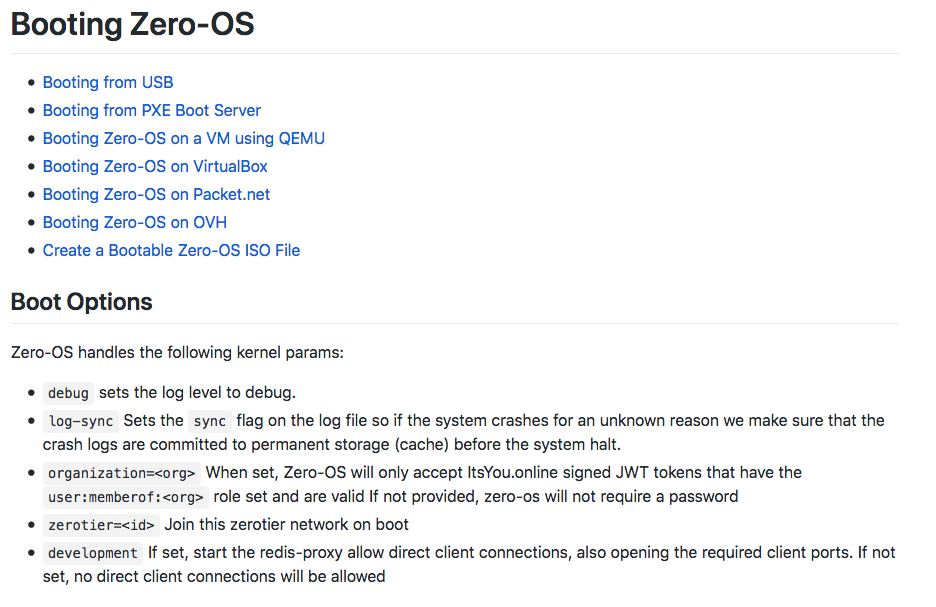 Booting Zero-OS
Booting from USB
Booting from PXE Boot Server
Booting Zero-OS on a VM using QEMU
Booting Zero-OS on VirtualBox
Booting Zero-OS on Packet.net
Booting Zero-OS on OVH
Create a Bootable Zero-OS ISO File
Boot Options
Zero-OS handles the following kernel params:
debug sets the log level to debug.
log-sync Sets the sync flag on the log file so if the system crashes for an unknown reason we make sure that the
crash logs are committed to permanent storage (cache) before the system halt.
organization=<org> When set, Zero-OS will only accept ItsYou.online signed JWT tokens that have the
user:memberof:<org> role set and are valid If not provided, zero-os will not require a password
zerotier=<id> Join this zerotier network on boot
development If set, start the redis-proxy allow direct client connections, also opening the required client ports. If not
set, no direct client connections will be allowed